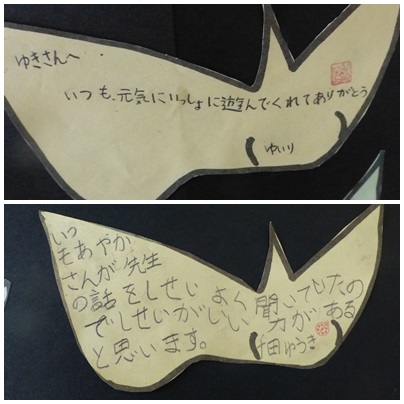 ゆきさんへ
いつも、元気にいっしょに遊んでくれてありがとう
ゆいり
いつ
もあやか
さんが先生
の話をしせい よく聞いていたの
でしせいがいい力がある
と思います。
田ゆうき